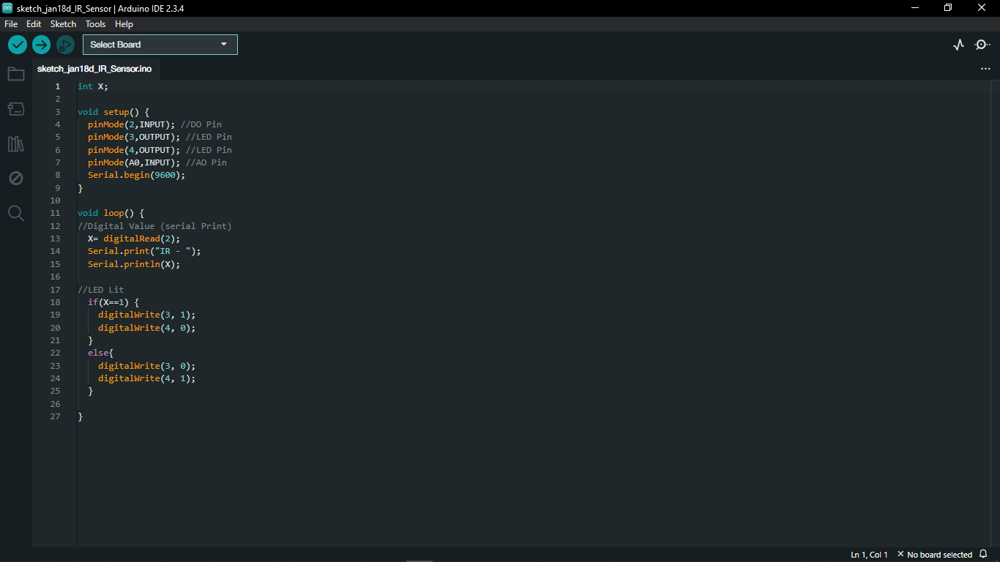 sketch_jan18d_IR_Sensor | Arduino IDE 2.3.4
File Edit Sketch Tools Help
Select Board
sketch_jan18d_IR_Sensor.ino
1 int X;
2
3 void setup() {
4 pinMode(2,INPUT); //DO Pin
5 pinMode(3,OUTPUT); //LED Pin
6 pinMode(4,OUTPUT); //LED Pin
7 pinMode(A0,INPUT); //AO Pin
8 Serial.begin(9600);
9 }
10
11 void loop() {
12 //Digital Value (serial Print)
13 X= digitalRead(2);
14 Serial.print("IR - ");
15 Serial.println(X);
16
17 //LED Lit
18 if(X==1) {
19 digitalWrite(3, 1);
20 digitalWrite(4, 0);
21 }
22 else{
23 digitalWrite(3, 0);
24 digitalWrite(4, 1);
25 }
26
27 }
Ln 1, Col 1 × No board selected